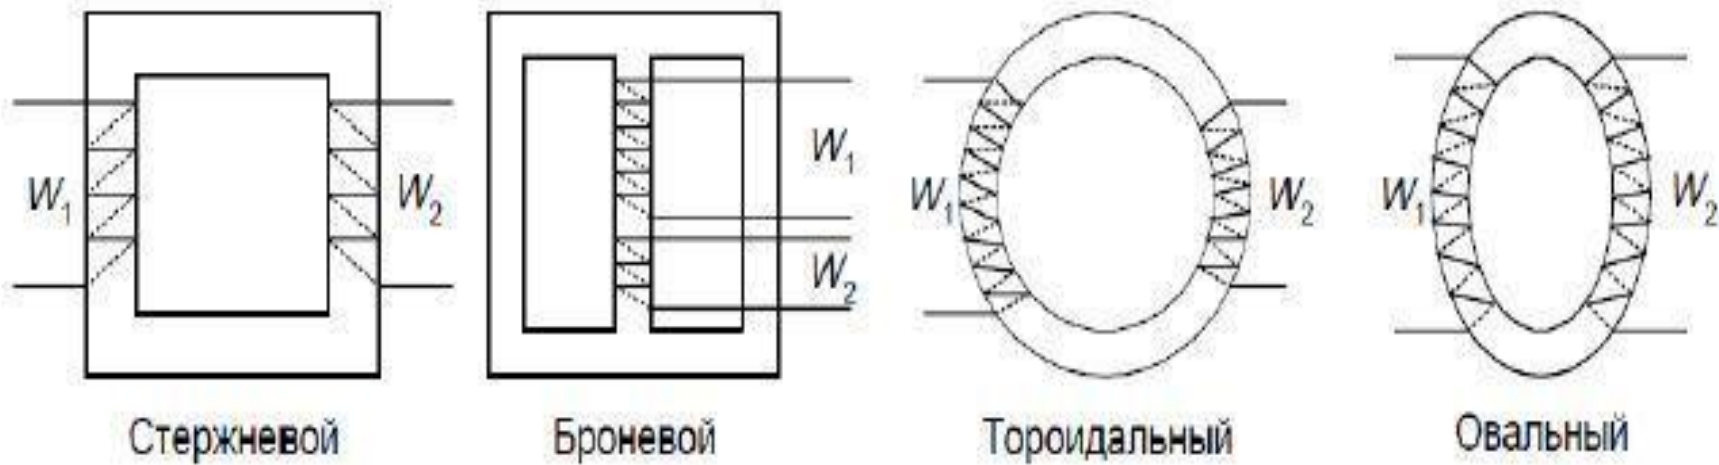 W₁ W₂ W₁ W₂ W₁ W₂ W₁ W₂
Стержневой Броневой Тороидальный Овальный